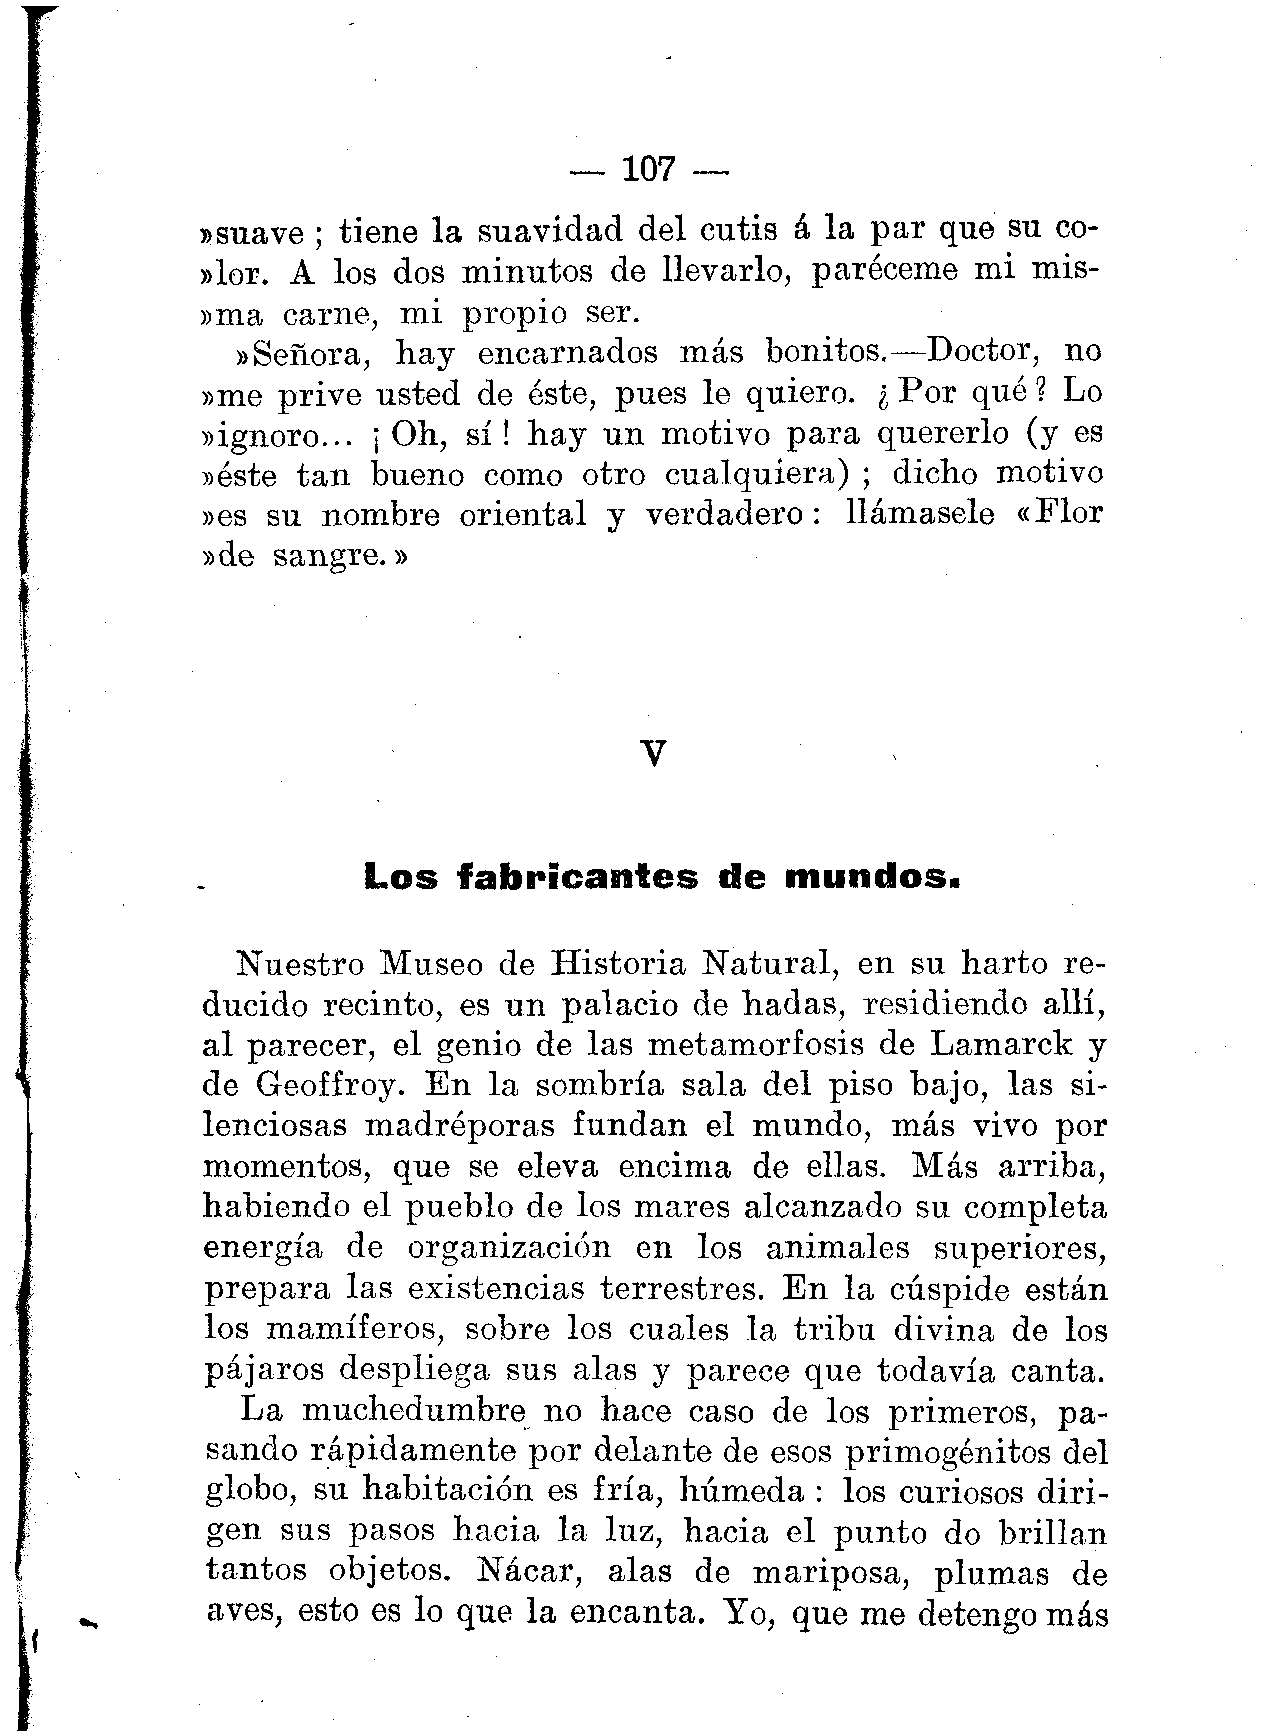 — 107 —
»suave ; tiene la suavidad del cutis á la par que su co-
»lor. A los dos minutos de llevarlo, paréceme mi mis-
»ma carne, mi propio ser.
»Señora, hay encarnados más bonitos.—Doctor, no
»me prive usted de éste, pues le quiero. ¿Por qué? Lo
»ignoro... ¡Oh, sí! hay un motivo para quererlo (y es
»éste tan bueno como otro cualquiera) ; dicho motivo
»es su nombre oriental y verdadero: llámasele «Flor
»de sangre.»
V
Los fabricantes de mundos.
Nuestro Museo de Historia Natural, en su harto re-
ducido recinto, es un palacio de hadas, residiendo allí,
al parecer, el genio de las metamorfosis de Lamarck y
de Geoffroy. En la sombría sala del piso bajo, las si-
lenciosas madréporas fundan el mundo, más vivo por
momentos, que se eleva encima de ellas. Más arriba,
habiendo el pueblo de los mares alcanzado su completa
energía de organización en los animales superiores,
prepara las existencias terrestres. En la cúspide están
los mamíferos, sobre los cuales la tribu divina de los
pájaros despliega sus alas y parece que todavía canta.
La muchedumbre no hace caso de los primeros, pa-
sando rápidamente por delante de esos primogénitos del
globo, su habitación es fría, húmeda : los curiosos diri-
gen sus pasos hacia la luz, hacia el punto do brillan
tantos objetos. Nácar, alas de mariposa, plumas de
aves, esto es lo que la encanta. Yo, que me detengo más